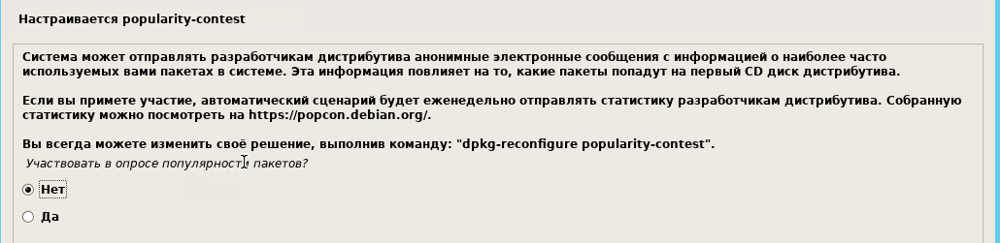 Настраивается popularity-contest
Система может отправлять разработчикам дистрибутива анонимные электронные сообщения с информацией о наиболее часто
используемых вами пакетах в системе. Эта информация повлияет на то, какие пакеты попадут на первый CD диск дистрибутива.
Если вы примете участие, автоматический сценарий будет еженедельно отправлять статистику разработчикам дистрибутива. Собранную
статистику можно посмотреть на https://popcon.debian.org/.
Вы всегда можете изменить своё решение, выполнив команду: "dpkg-reconfigure popularity-contest".
Участвовать в опросе популярности пакетов?
Нет
Да